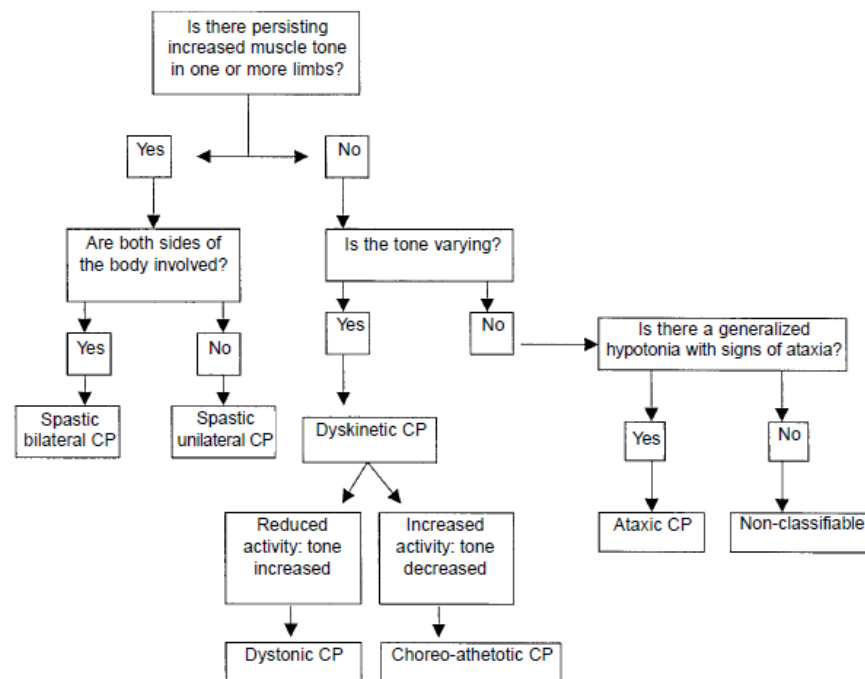 Is there persisting
increased muscle tone
in one or more limbs?
Yes
No
Are both sides of
the body involved?
Is the tone varying?
Yes
No
Yes
No
Is there a generalized
hypotonia with signs of ataxia?
Spastic
bilateral CP
Spastic
unilateral CP
Dyskinetic CP
Yes
No
Reduced
activity: tone
increased
Increased
activity: tone
decreased
Ataxic CP
Non-classifiable
Dystonic CP
Choreo-athetotic CP